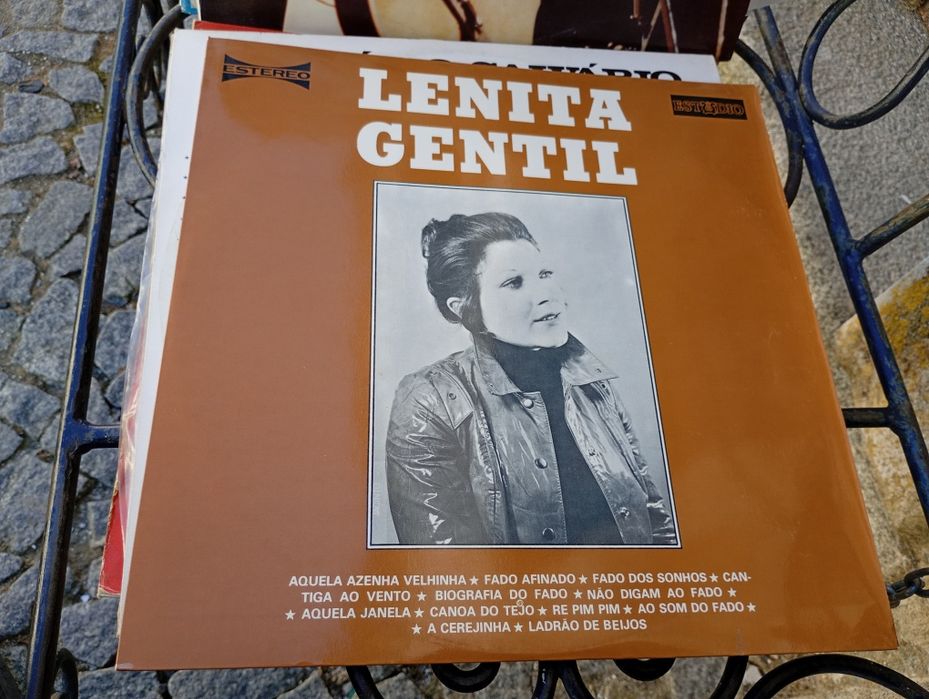 ESTEREO
LENITA
GENTIL
ESTÚDIO
AQUELA AZENHA VELHINHA ★ FADO AFINADO ★ FADO DOS SONHOS ★ CAN-
TIGA AO VENTO ★ BIOGRAFIA DO FADO ★ NÃO DIGAM AO FADO ★
★ AQUELA JANELA ★ CANOA DO TEJO ★ RE PIM PIM ★ AO SOM DO FADO ★
★ A CEREJINHA ★ LADRÃO DE BEIJOS